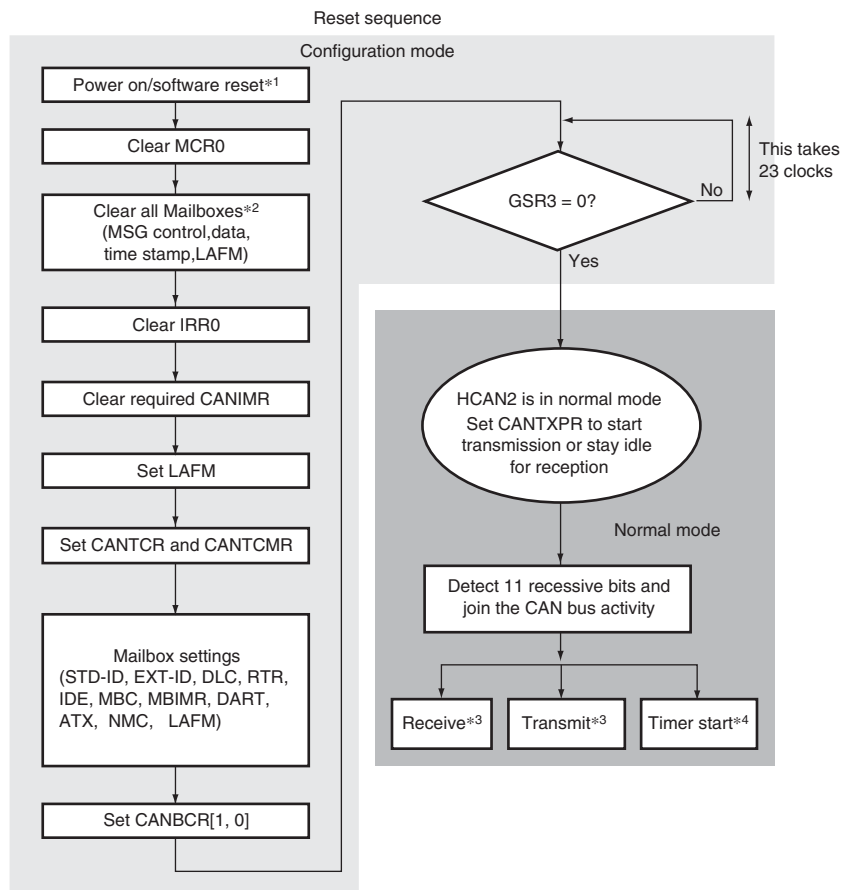 Reset sequence
Configuration mode
Power on/software reset*1
Clear MCR0
Clear all Mailboxes*2
(MSG control,data,
time stamp,LAFM)
Clear IRR0
Clear required CANIMR
Set LAFM
Set CANTCR and CANTCMR
Mailbox settings
(STD-ID, EXT-ID, DLC, RTR,
IDE, MBC, MBIMR, DART,
ATX, NMC, LAFM)
Set CANBCR[1, 0]
GSR3 = 0?
No
This takes
23 clocks
Yes
HCAN2 is in normal mode
Set CANTXPR to start
transmission or stay idle
for reception
Normal mode
Detect 11 recessive bits and
join the CAN bus activity
Receive*3
Transmit*3
Timer start*4